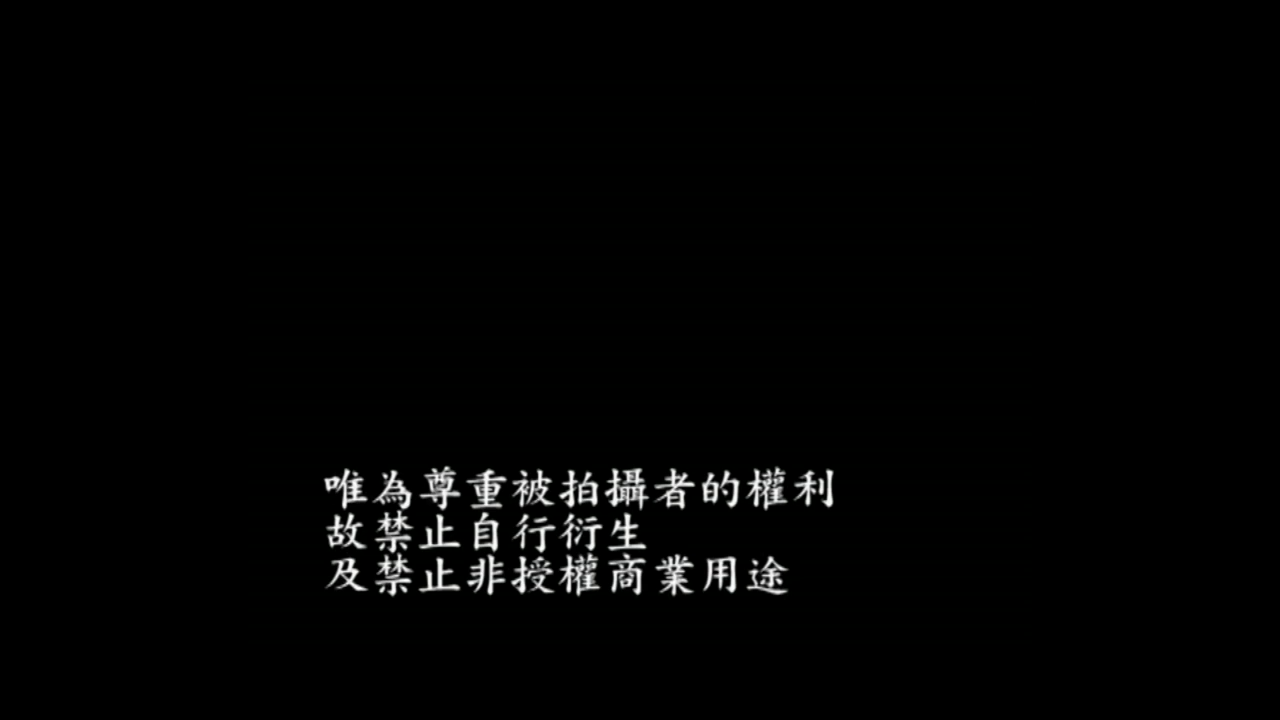 唯為尊重被拍攝者的權利
故禁止自行衍生
及禁止非授權商業用途